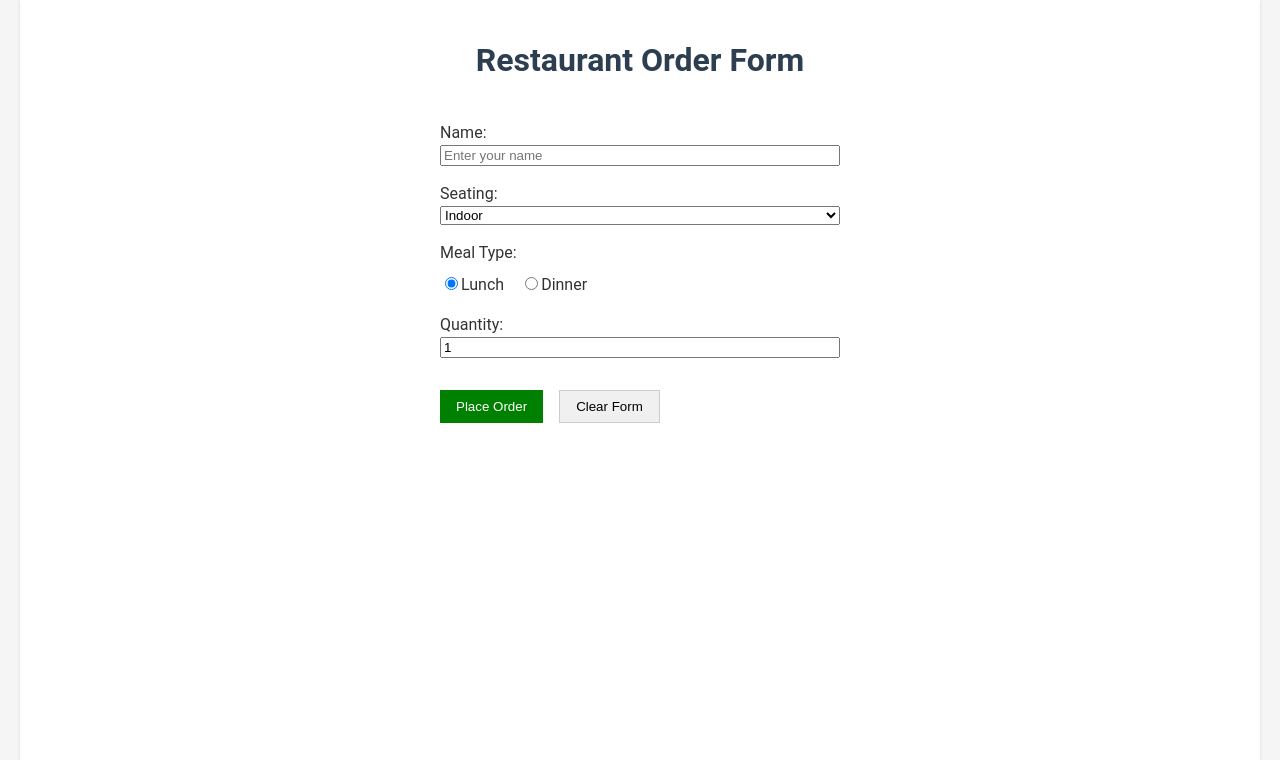 Restaurant Order Form
Name:
Enter your name
Seating:
Indoor
Meal Type:
Lunch Dinner
Quantity:
1
Place Order Clear Form